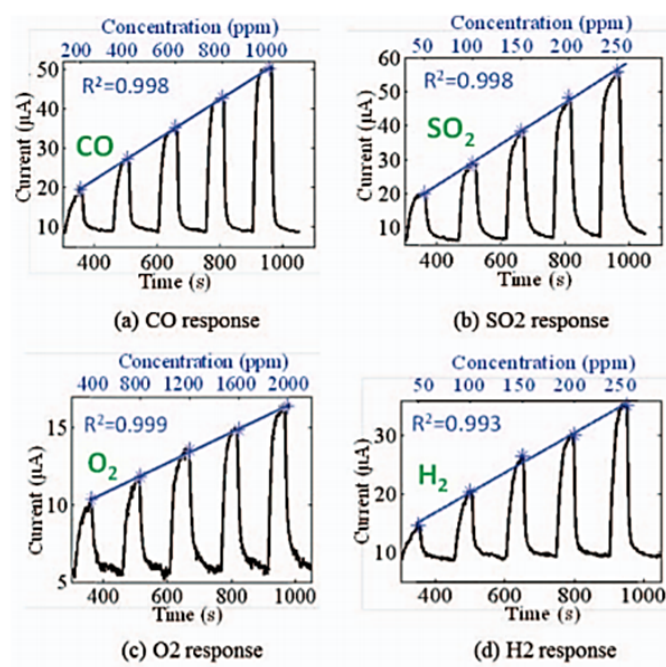 Concentration (ppm)
200 400 600 800 1000
50
40
30
20
10
Current (μA)
R²=0.998
CO
400 600 800 1000
Time (s)
(a) CO response
Concentration (ppm)
50 100 150 200 250
60
50
40
30
20
10
Current (μA)
R²=0.998
SO₂
400 600 800 1000
Time (s)
(b) SO2 response
Concentration (ppm)
400 800 1200 1600 2000
15
10
5
Current (μA)
R²=0.999
O₂
400 600 800 1000
Time (s)
(c) O2 response
Concentration (ppm)
50 100 150 200 250
30
20
10
Current (μA)
R²=0.993
H₂
400 600 800 1000
Time (s)
(d) H2 response